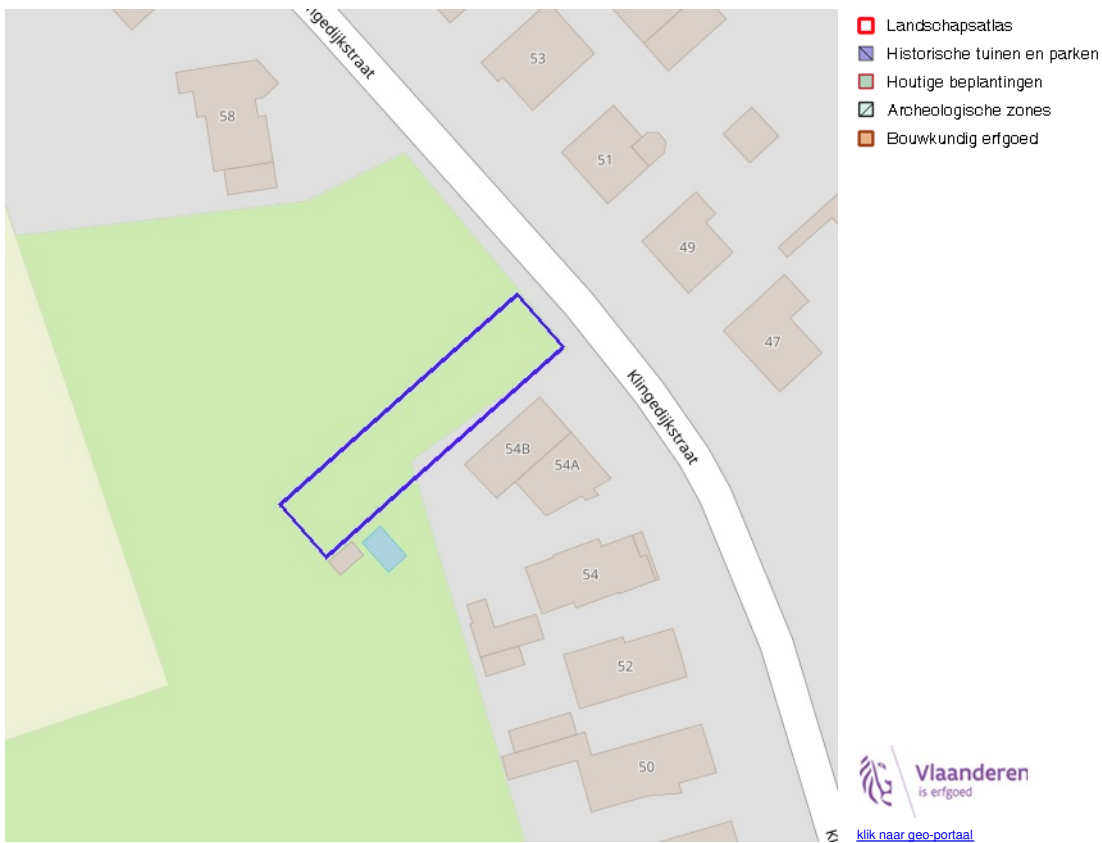 Klingedijkstraat
58
53
51
49
47
Klingedijkstraat
54B
54A
54
52
50
Landschapsatlas
Historische tuinen en parken
Houtige beplantingen
Archeologische zones
Bouwkundig erfgoed
Vlaanderen
is erfgoed
klik naar geo-portaal